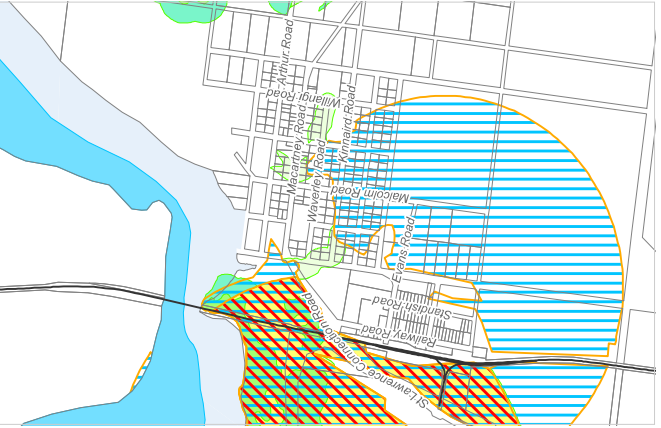 Arthur Road
Wilangi Road
Kinnaird Road
Macartney Road
Waverley Road
Malcolm Road
Evans Road
Standish Road
Railway Road
St Lawrence Connection Road